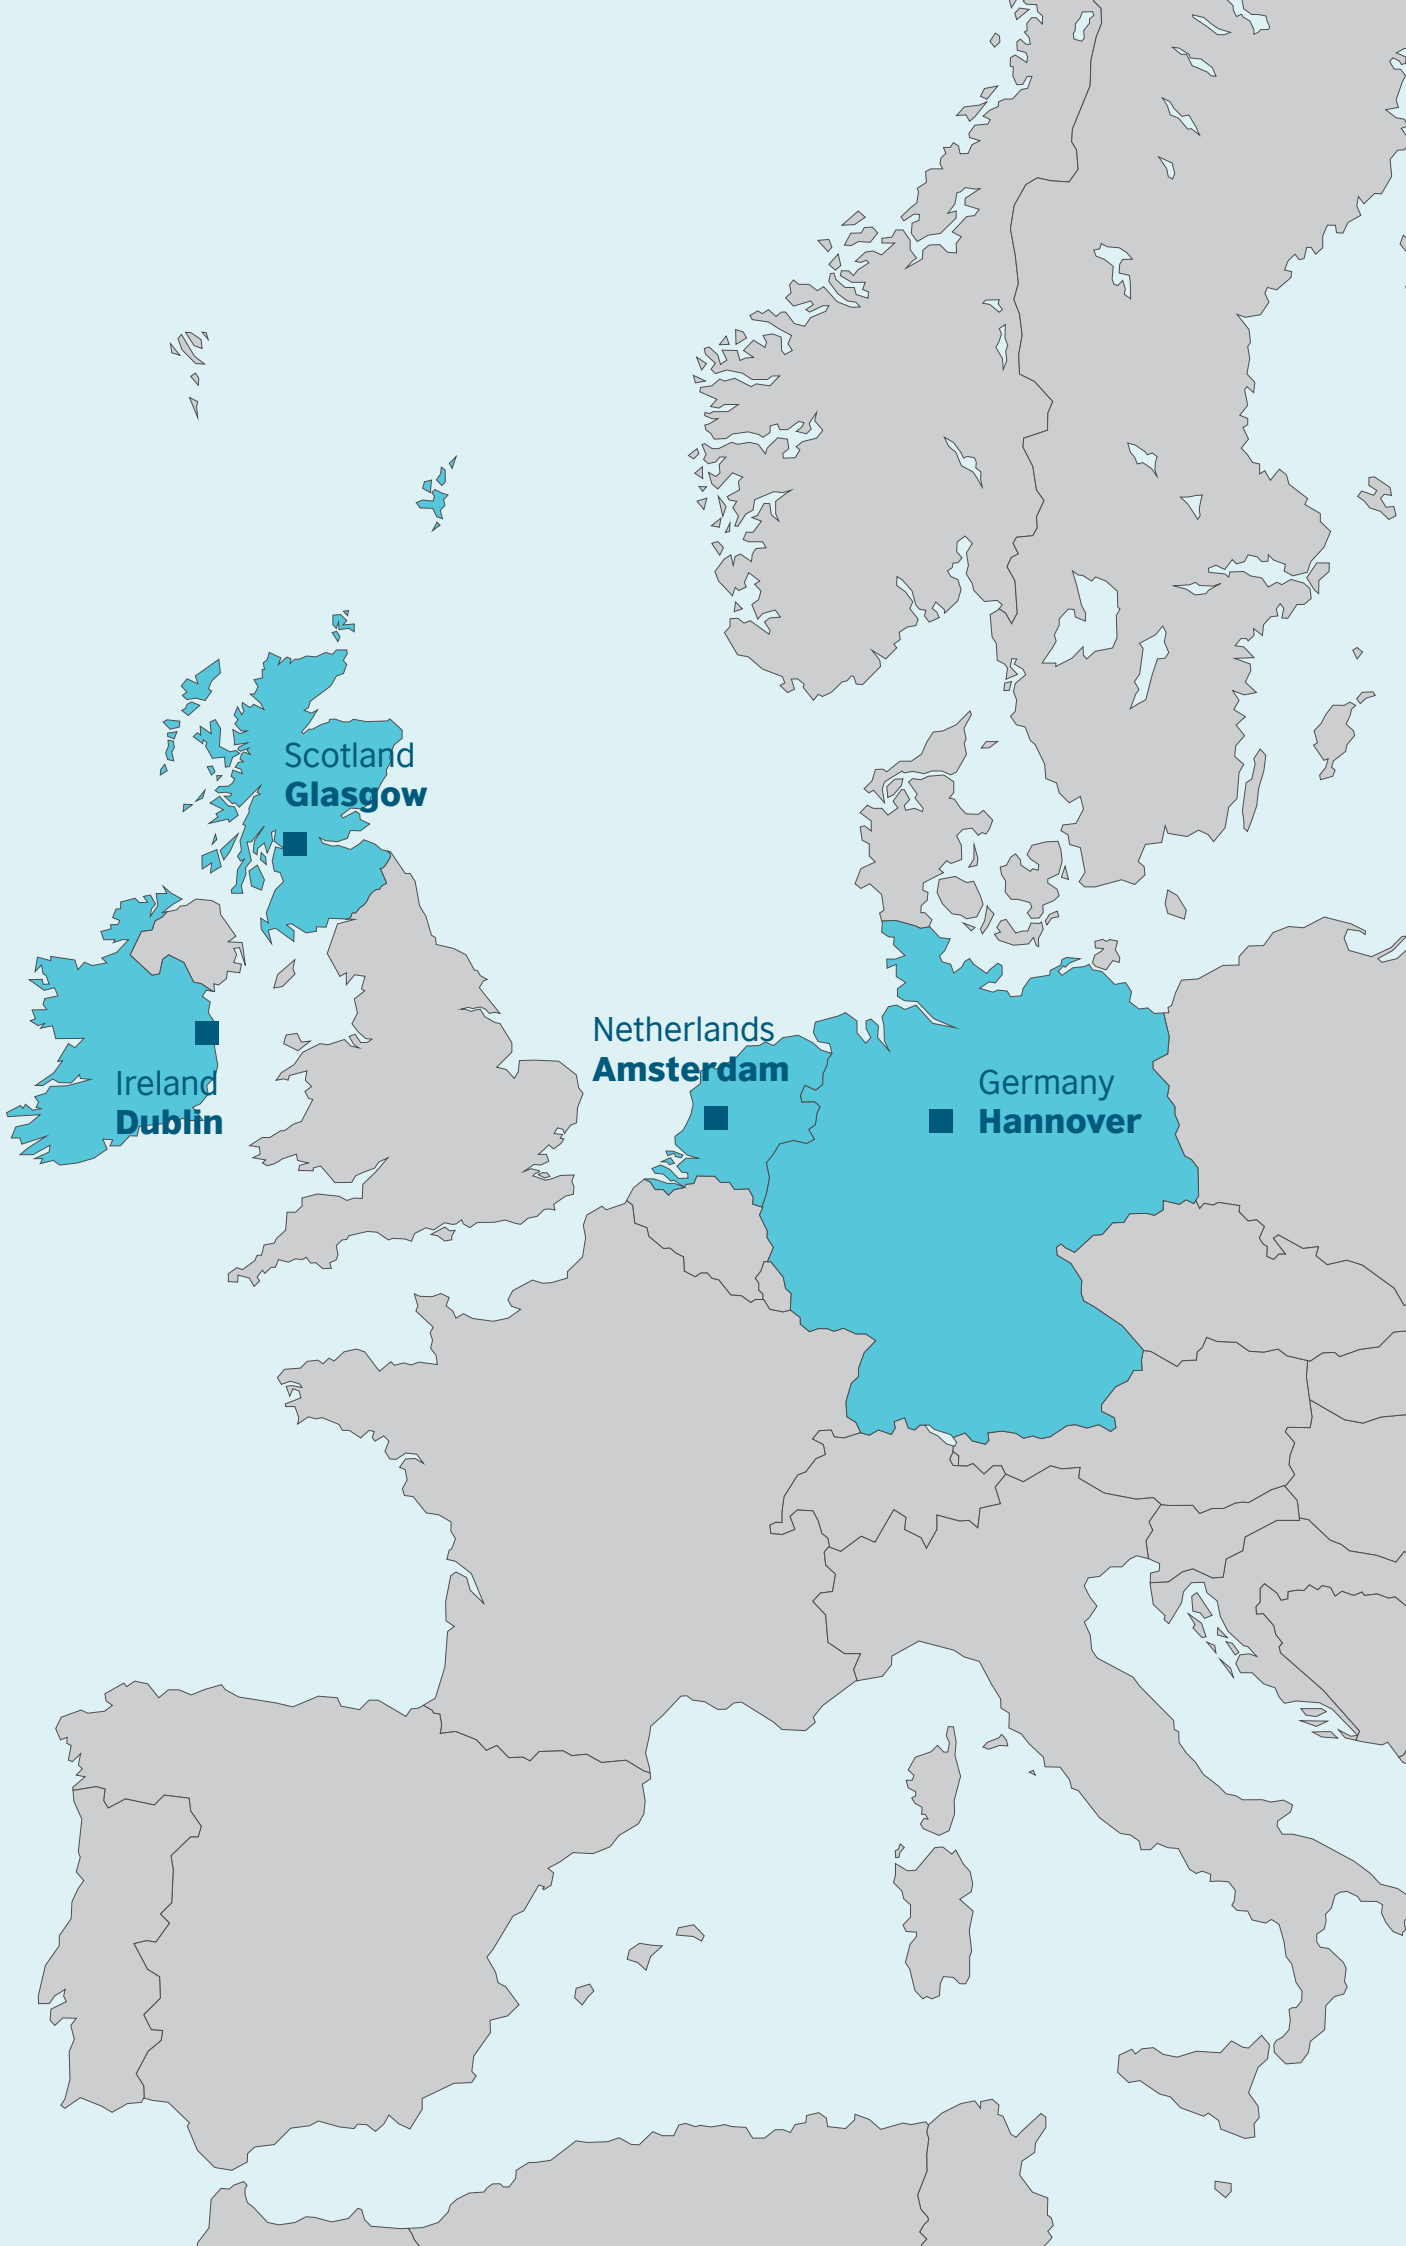 Scotland
Glasgow
Netherlands
Amsterdam
Ireland
Dublin
Germany
Hannover